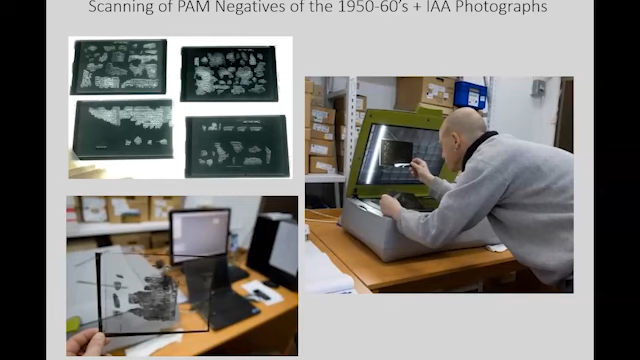 Scanning of PAM Negatives of the 1950-60's + IAA Photographs